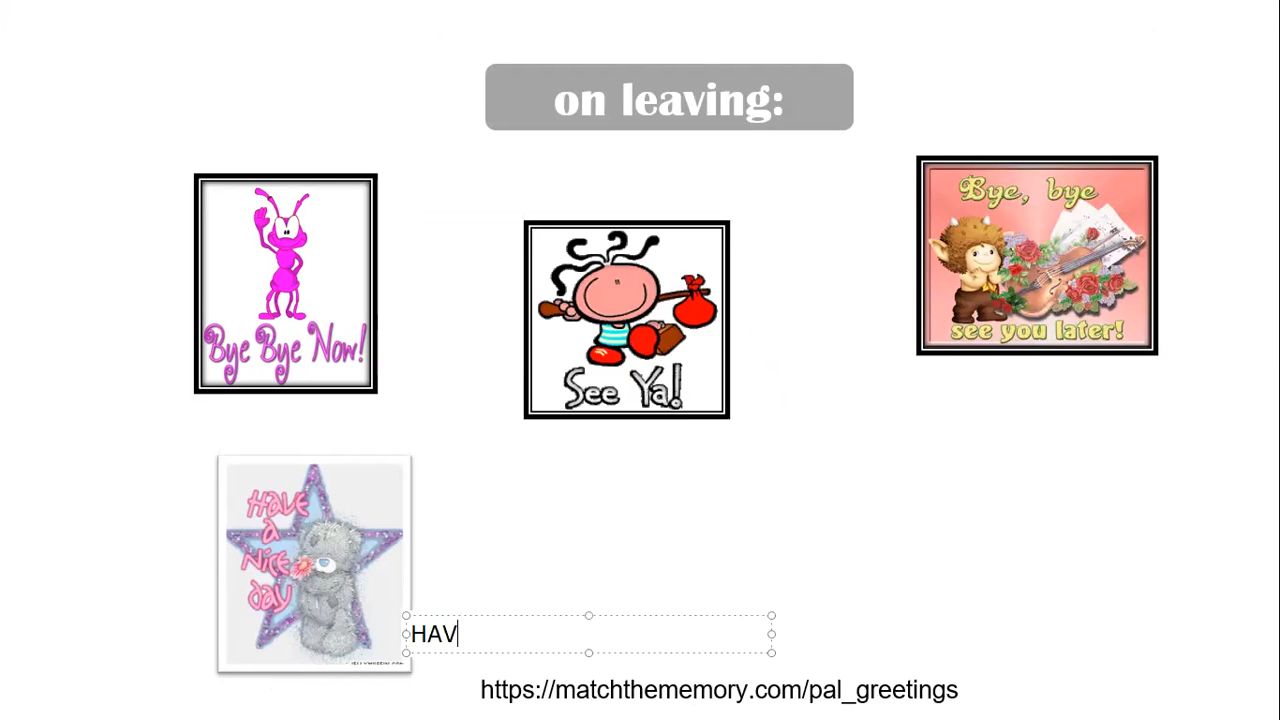 on leaving:
Bye Bye Now!
See Ya!
Bye, bye
see you later!
Have
a
Nice
day
HAV
https://matchthememory.com/pal_greetings